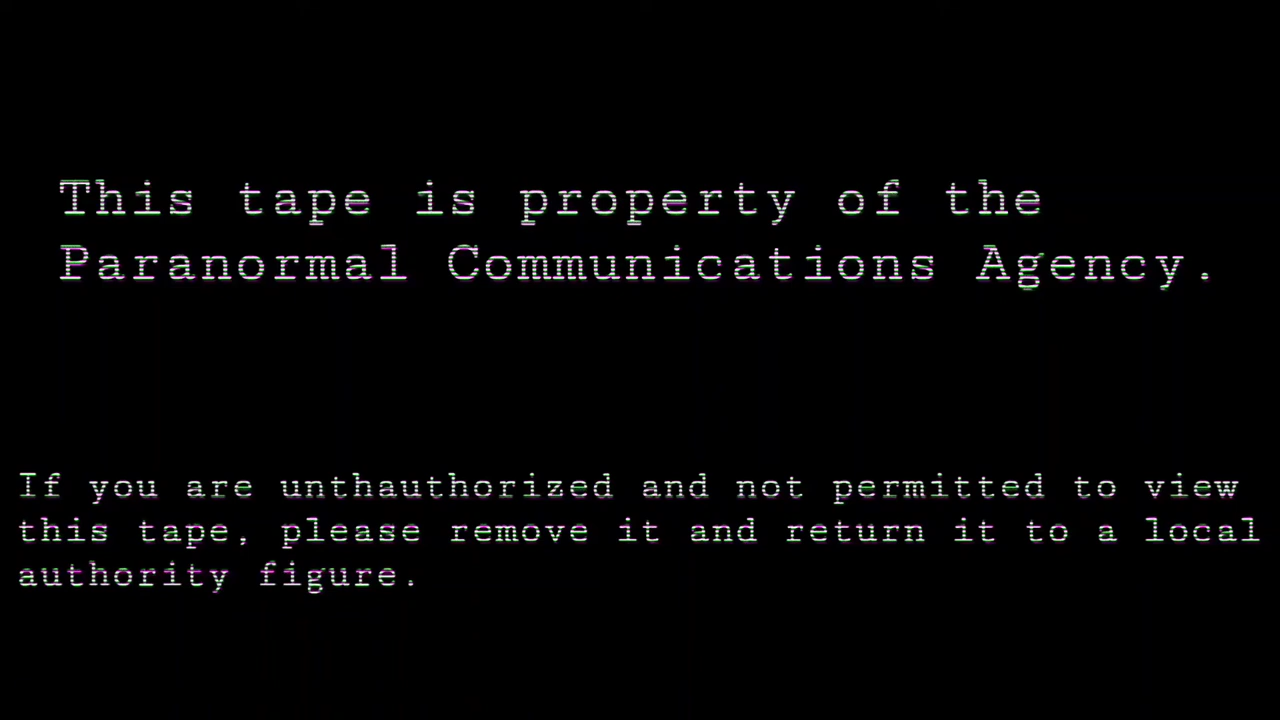 This tape is property of the
Paranormal Communications Agency.
If you are unthauthorized and not permitted to view
this tape, please remove it and return it to a local
authority figure.